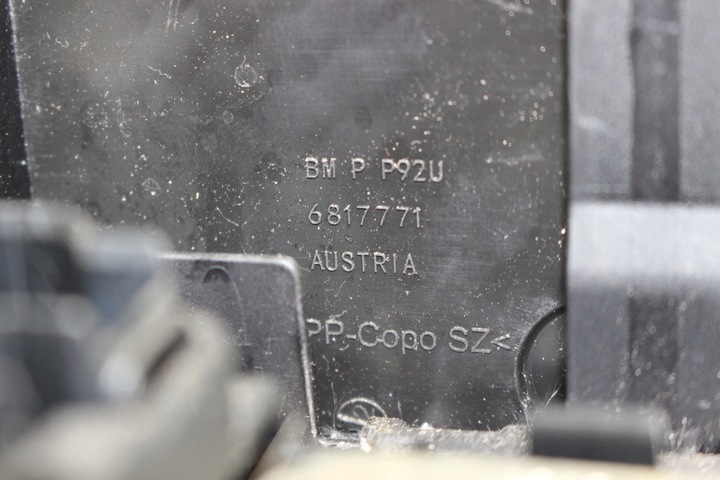 BM P P92U
6817771
AUSTRIA
PP-Copo SZ<